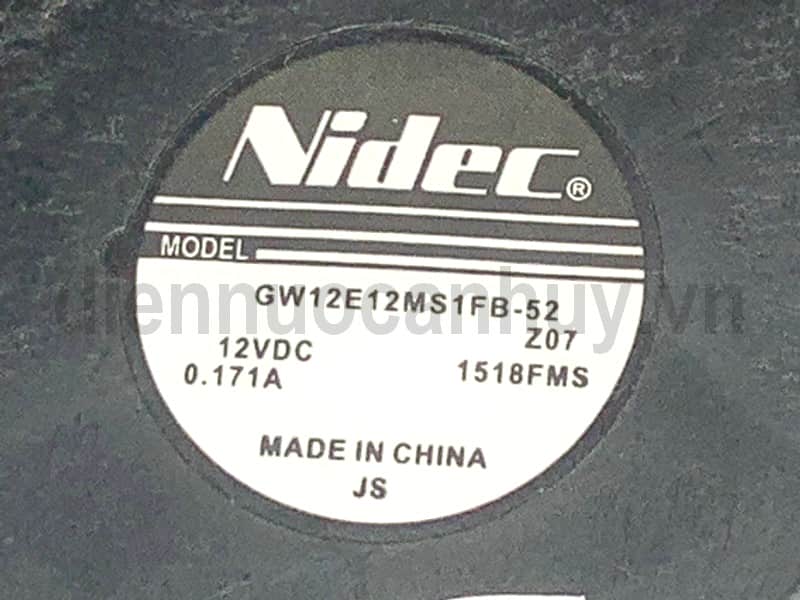 Nidec®
MODEL
GW12E12MS1FB-52
Z07
12VDC
0.171A
1518FMS
MADE IN CHINA
JS
diennuocanhuy.vn